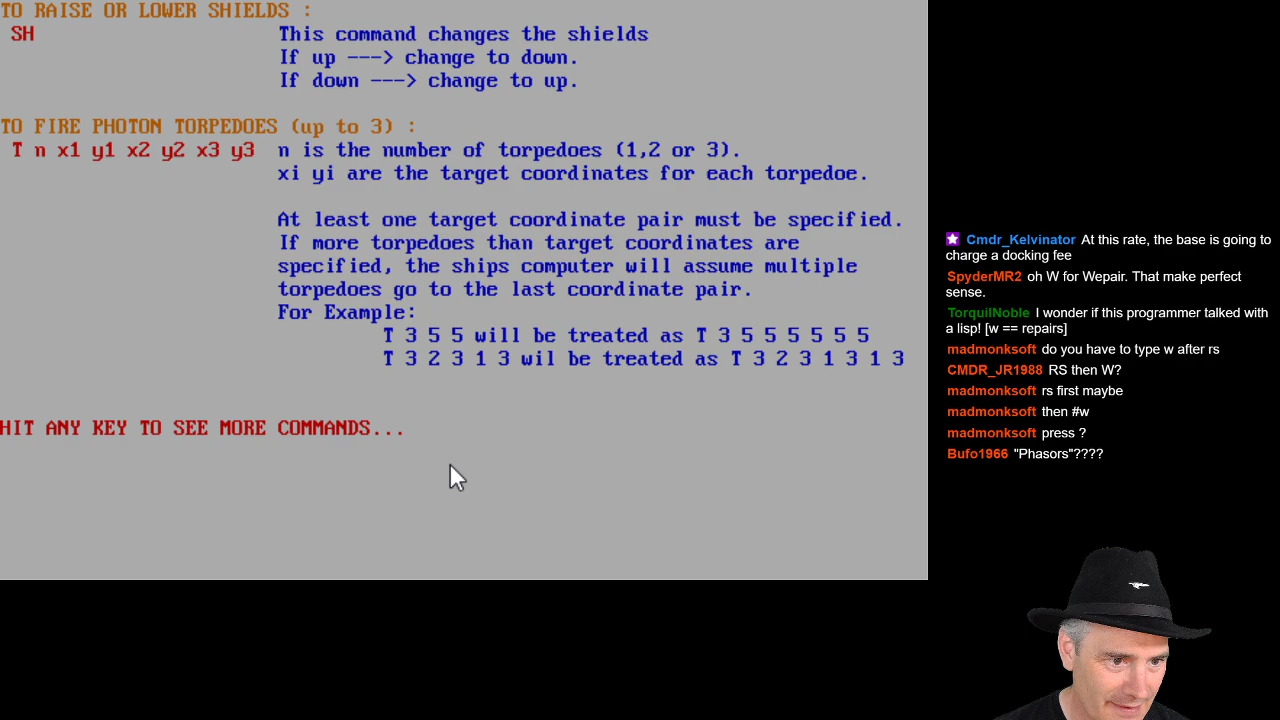 TO RAISE OR LOWER SHIELDS :
SH This command changes the shields
If up ---> change to down.
If down ---> change to up.
TO FIRE PHOTON TORPEDOES (up to 3) :
T n x1 y1 x2 y2 x3 y3 n is the number of torpedoes (1,2 or 3).
xi yi are the target coordinates for each torpedoe.
At least one target coordinate pair must be specified.
If more torpedoes than target coordinates are
specified, the ships computer will assume multiple
torpedoes go to the last coordinate pair.
For Example:
T 3 5 5 will be treated as T 3 5 5 5 5 5 5
T 3 2 3 1 3 wil be treated as T 3 2 3 1 3 1 3
HIT ANY KEY TO SEE MORE COMMANDS...
Cmdr_Kelvinator At this rate, the base is going to
charge a docking fee
SpyderMR2 oh W for Wepair. That make perfect
sense.
TorquilNoble I wonder if this programmer talked with
a lisp! [w == repairs]
madmonksoft do you have to type w after rs
CMDR_JR1988 RS then W?
madmonksoft rs first maybe
madmonksoft then #w
madmonksoft press ?
Bufo1966 "Phasors"????